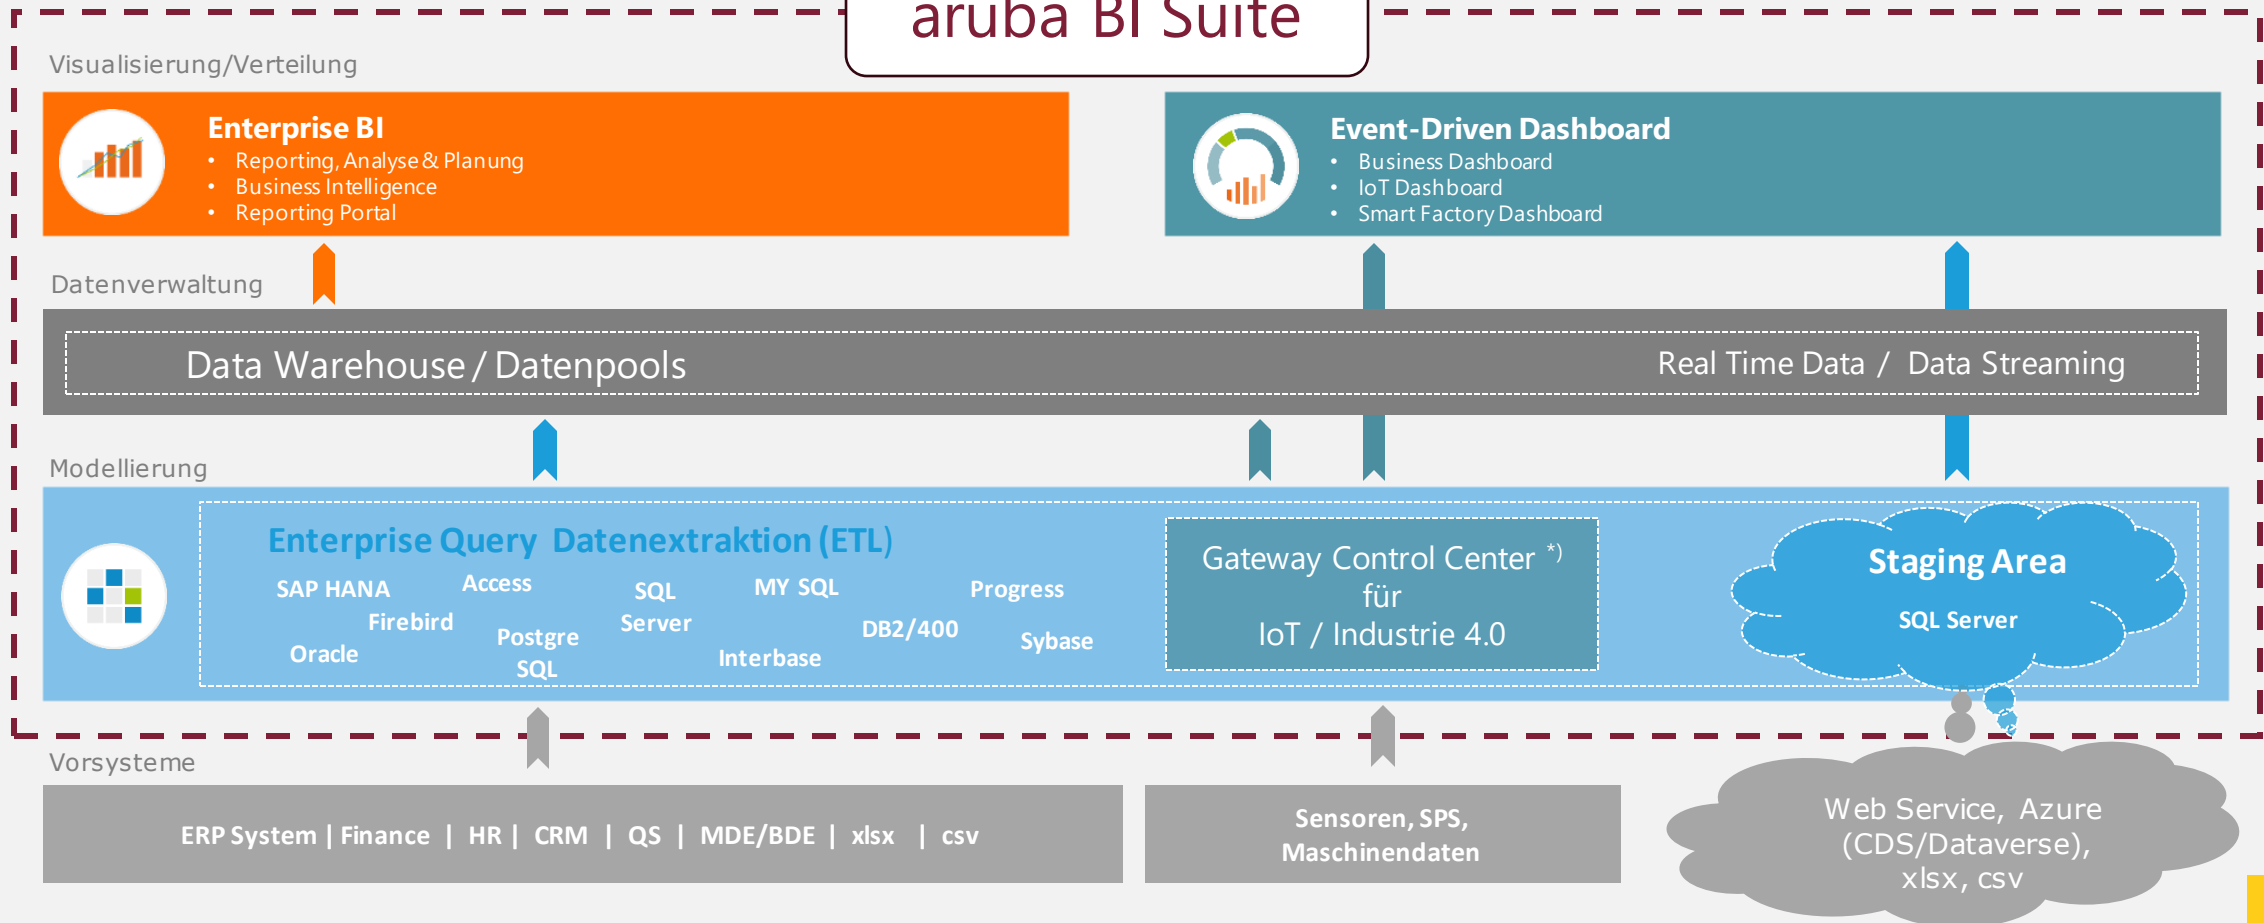 aruba BI Suite
Visualisierung/Verteilung
Enterprise BI
• Reporting, Analyse & Planung
• Business Intelligence
• Reporting Portal
Event-Driven Dashboard
• Business Dashboard
• IoT Dashboard
• Smart Factory Dashboard
Datenverwaltung
Data Warehouse / Datenpools
Real Time Data / Data Streaming
Modellierung
Enterprise Query Datenextraktion (ETL)
SAP HANA
Access
SQL
Server
MY SQL
Progress
Firebird
Postgre
SQL
DB2/400
Sybase
Oracle
Interbase
Gateway Control Center *)
für
IoT / Industrie 4.0
Staging Area
SQL Server
Vorsysteme
ERP System | Finance | HR | CRM | QS | MDE/BDE | xlsx | csv
Sensoren, SPS,
Maschinendaten
Web Service, Azure
(CDS/Dataverse),
xlsx, csv